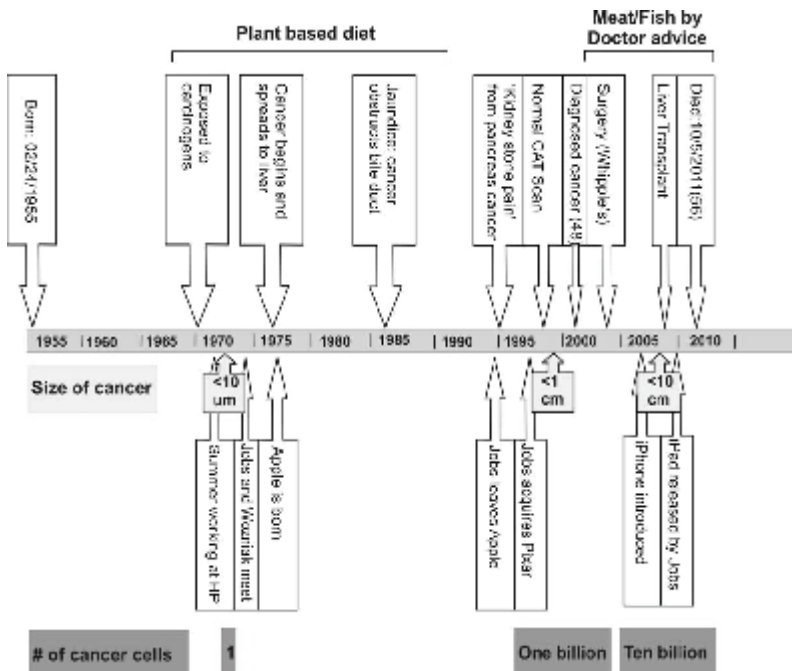 Plant based diet
Meat/Fish by
Doctor advice
Born: 02/24/1955
Exposed to
carcinogens
Cancer begins and
spreads to liver
Jaundice: cancer
obstructs bile duct
'Kidney stone pain'
from pancreas cancer
Normal CAT Scan
Diagnosed cancer (48)
Surgery (Whipple's)
Liver Transplant
Died: 10/5/2011(56)
1955 |1960 |1965 |1970 |1975 |1980 |1985 |1990 |1995 |2000 |2005 |2010 |
Size of cancer
<10
um
<1
cm
<10
cm
Summer working at HP
Jobs and Wozniak meet
Apple is born
Jobs leaves Apple
Jobs acquires Pixar
iPhone introduced
iPad released by Jobs
# of cancer cells
1
One billion
Ten billion